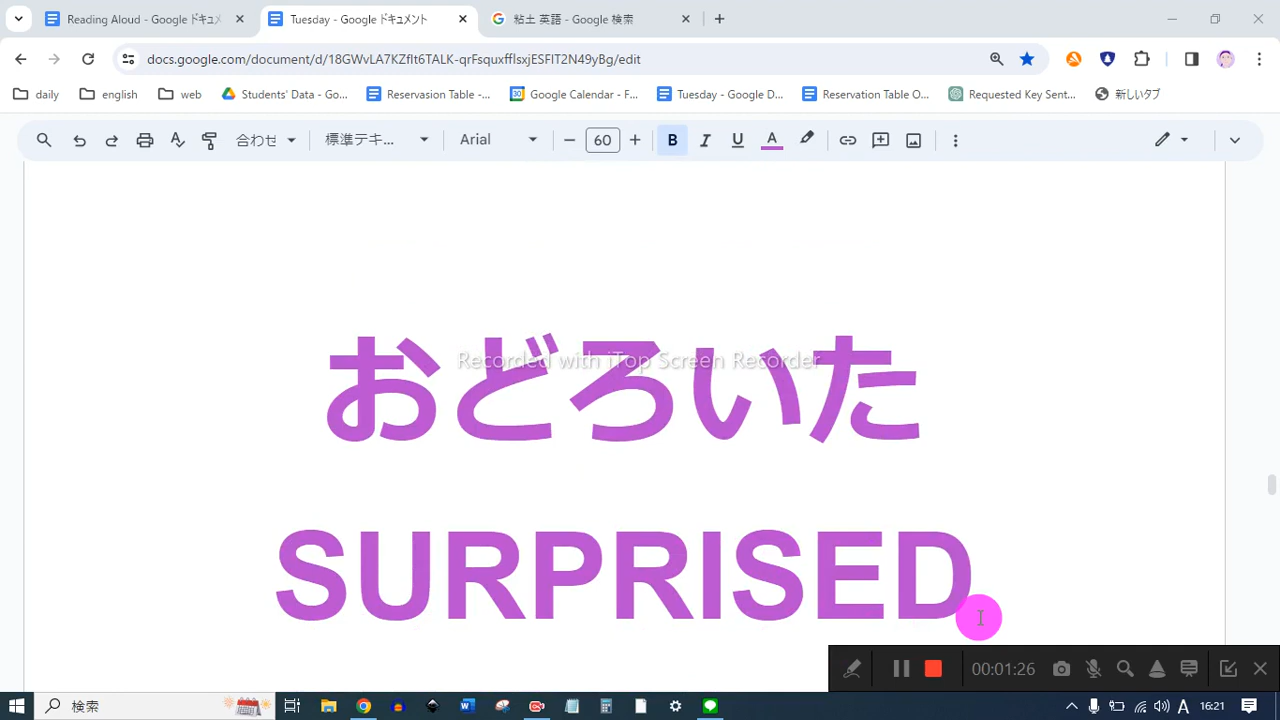 Reading Aloud - Google ドキュメ
Tuesday - Google ドキュメント
粘土 英語 - Google 検索
docs.google.com/document/d/18GWvLA7KZfIt6TALK-qrFsquxffIsxjESFIT2N49yBg/edit
daily
english
web
Students' Data - Go...
Reservasion Table -...
Google Calendar - F...
Tuesday - Google D...
Reservation Table O...
Requested Key Sent...
新しいタブ
合わせ
標準テキ...
Arial
60
B I U A
おどろいた
Recorded with iTop Screen Recorder
SURPRISED
00:01:26
検索
A
16:21